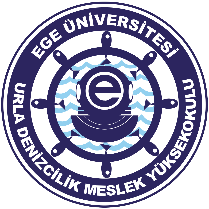 EGE ÜNİVERSİTESİ
e
URLA DENİZCİLİK MESLEK YÜKSEKOKULU